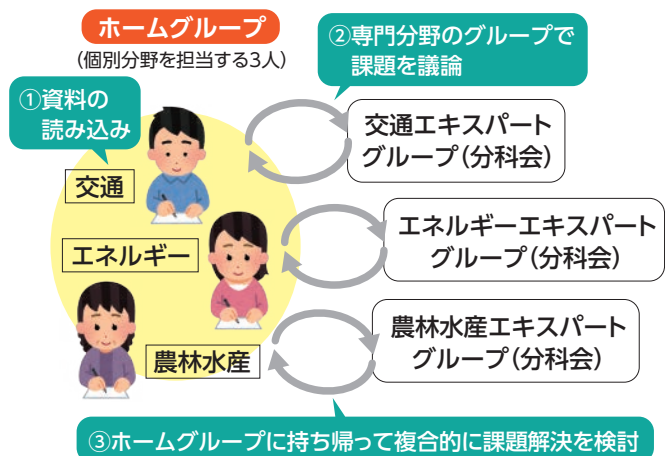 ホームグループ
(個別分野を担当する3人)
②専門分野のグループで
課題を議論
①資料の
読み込み
交通
交通エキスパート
グループ(分科会)
エネルギー
エネルギーエキスパート
グループ(分科会)
農林水産
農林水産エキスパート
グループ(分科会)
③ホームグループに持ち帰って複合的に課題解決を検討